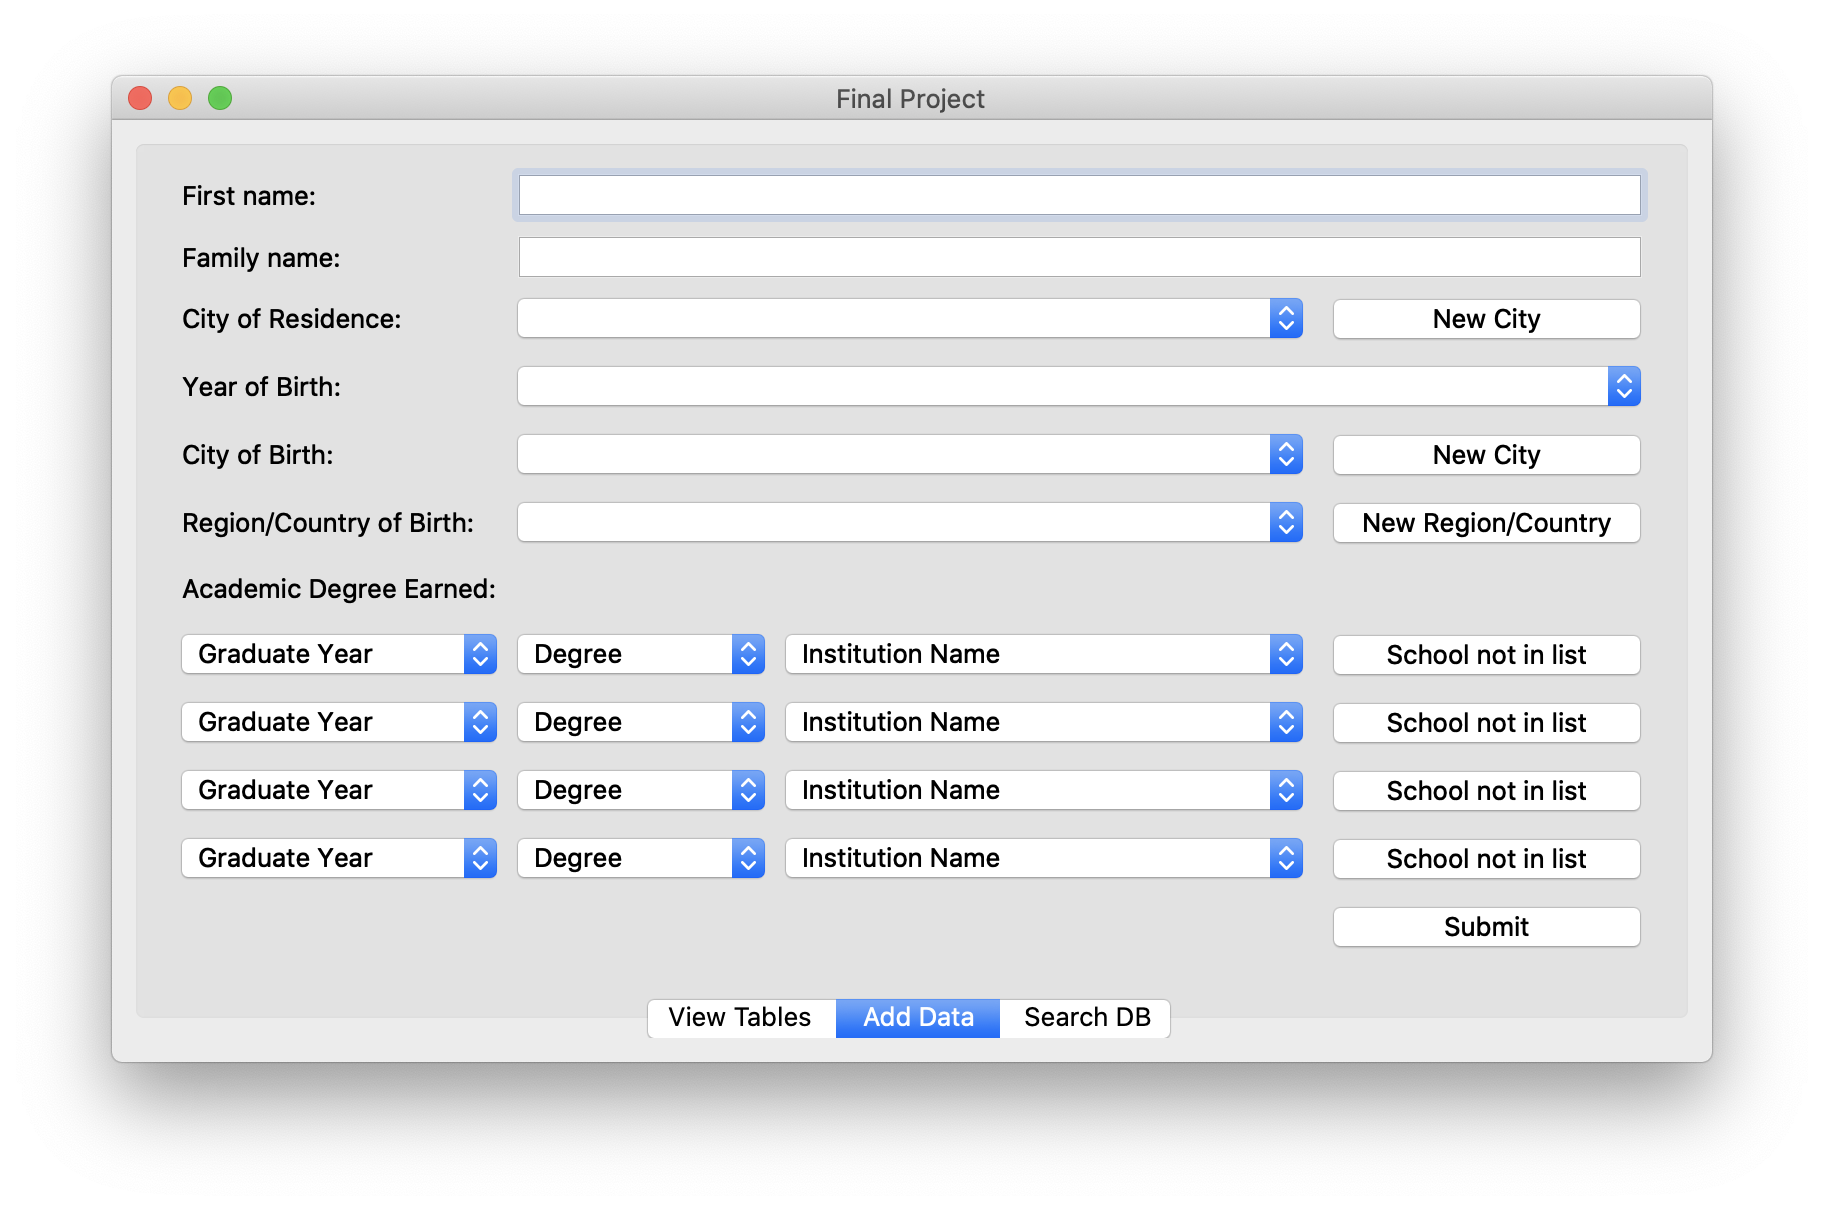 Final Project
First name:
Family name:
City of Residence: New City
Year of Birth:
City of Birth: New City
Region/Country of Birth: New Region/Country
Academic Degree Earned:
Graduate Year Degree Institution Name School not in list
Graduate Year Degree Institution Name School not in list
Graduate Year Degree Institution Name School not in list
Graduate Year Degree Institution Name School not in list
Submit
View Tables Add Data Search DB